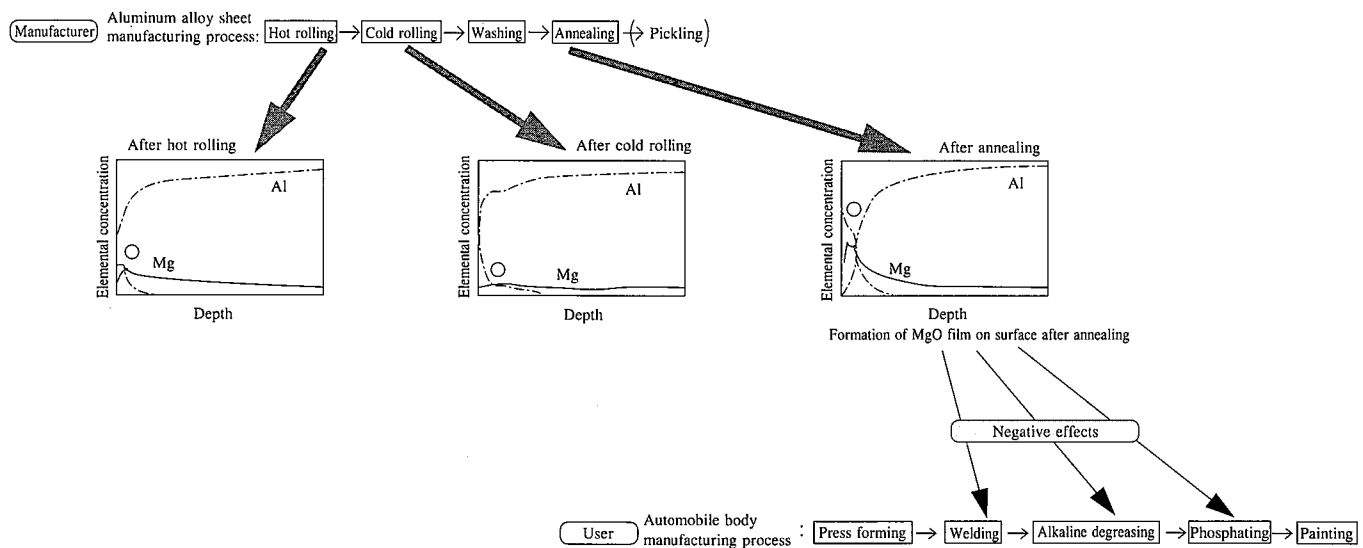 Manufacturer
Aluminum alloy sheet
manufacturing process:
Hot rolling → Cold rolling → Washing → Annealing (→ Pickling)
After hot rolling
Elemental concentration
Al
O
Mg
Depth
After cold rolling
Elemental concentration
Al
O
Mg
Depth
After annealing
Elemental concentration
Al
O
Mg
Depth
Formation of MgO film on surface after annealing
Negative effects
User
Automobile body
manufacturing process :
Press forming → Welding → Alkaline degreasing → Phosphating → Painting